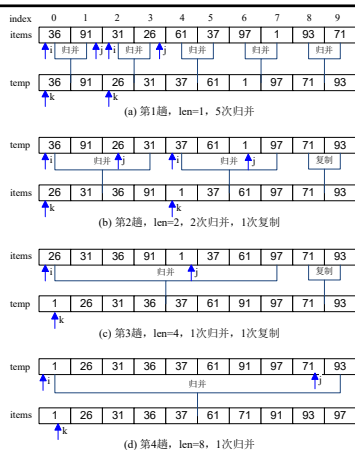 index 0 1 2 3 4 5 6 7 8 9
items 36 91 31 26 61 37 97 1 93 71
i 归并 j i 归并 j 归并 归并 归并
temp 36 91 26 31 37 61 1 97 71 93
k k
(a) 第1趟，len=1，5次归并
temp 36 91 26 31 37 61 1 97 71 93
i 归并 j i 归并 j 复制
items 26 31 36 91 1 37 61 97 71 93
k k
(b) 第2趟，len=2，2次归并，1次复制
items 26 31 36 91 1 37 61 97 71 93
i 归并 j 复制
temp 1 26 31 36 37 61 91 97 71 93
k
(c) 第3趟，len=4，1次归并，1次复制
temp 1 26 31 36 37 61 91 97 71 93
i 归并 j
items 1 26 31 36 37 61 71 91 93 97
k
(d) 第4趟，len=8，1次归并